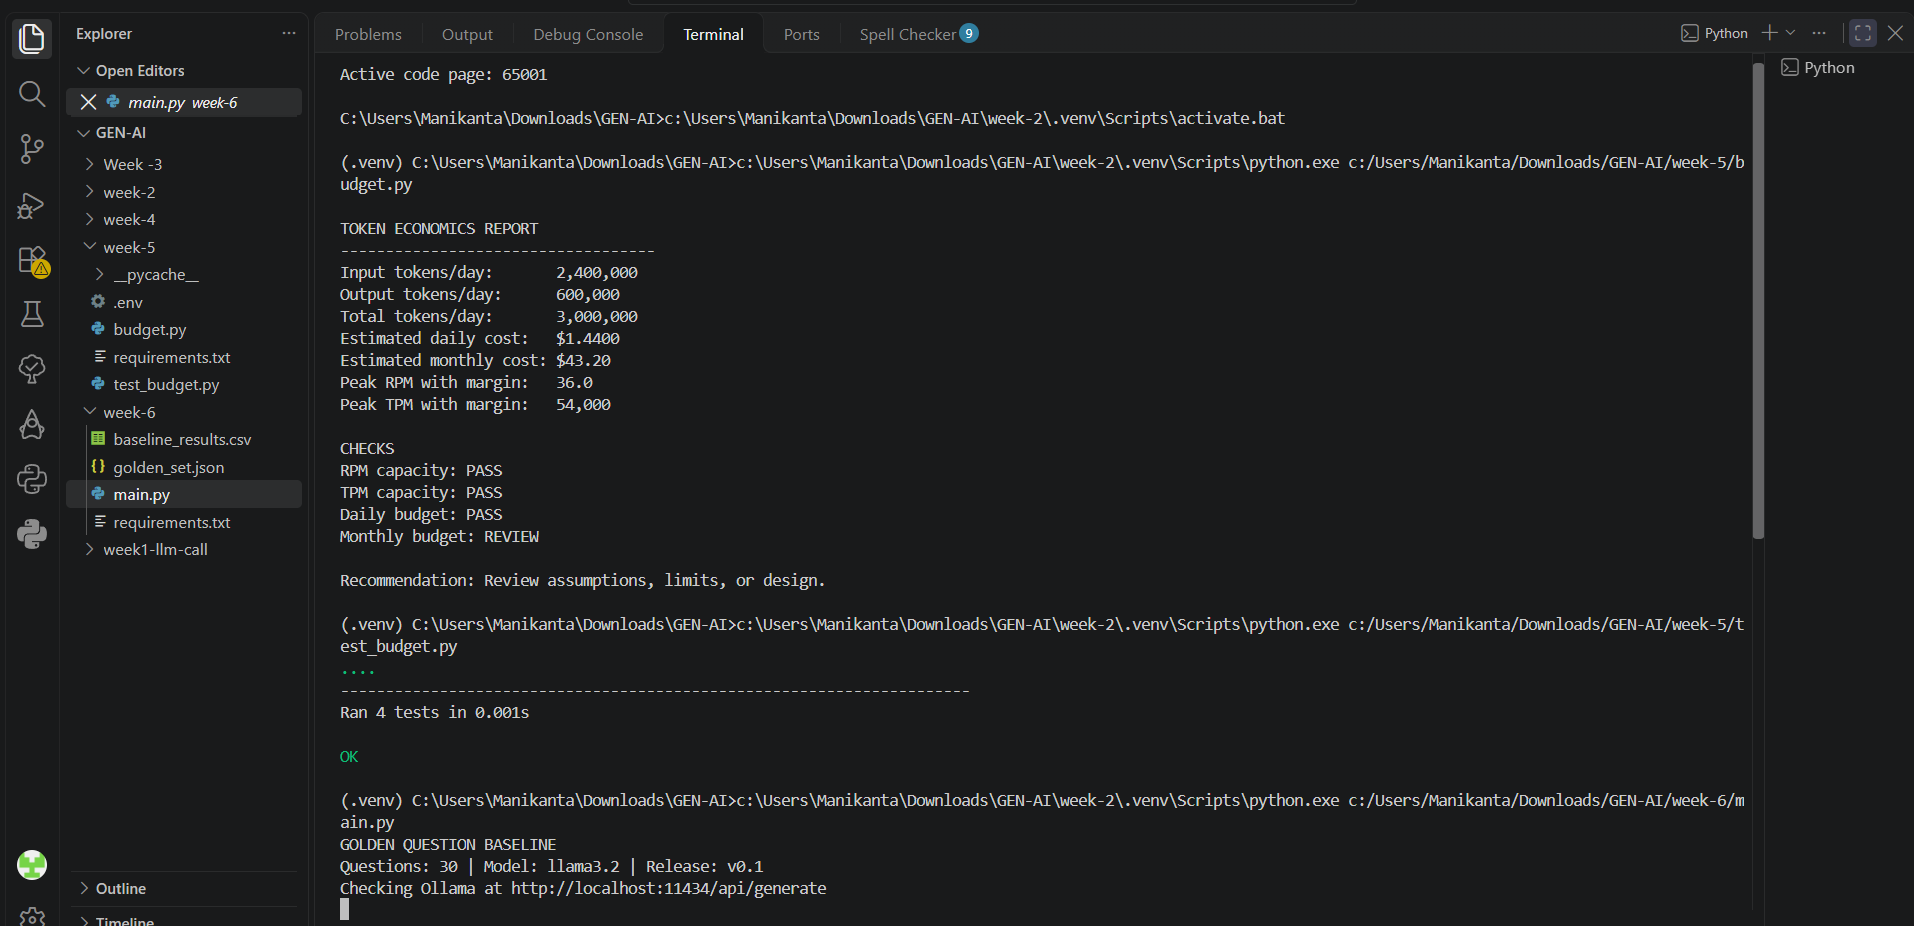 Explorer
Open Editors
main.py week-6
GEN-AI
Week -3
week-2
week-4
week-5
__pycache__
.env
budget.py
requirements.txt
test_budget.py
week-6
baseline_results.csv
golden_set.json
main.py
requirements.txt
week1-llm-call
Outline
Timeline
Problems
Output
Debug Console
Terminal
Ports
Spell Checker 9
Python
Python
Active code page: 65001
C:\Users\Manikanta\Downloads\GEN-AI>c:\Users\Manikanta\Downloads\GEN-AI\week-2\.venv\Scripts\activate.bat
(.venv) C:\Users\Manikanta\Downloads\GEN-AI>c:\Users\Manikanta\Downloads\GEN-AI\week-2\.venv\Scripts\python.exe c:/Users/Manikanta/Downloads/GEN-AI/week-5/b
udget.py
TOKEN ECONOMICS REPORT
-----------------------------------
Input tokens/day: 2,400,000
Output tokens/day: 600,000
Total tokens/day: 3,000,000
Estimated daily cost: $1.4400
Estimated monthly cost: $43.20
Peak RPM with margin: 36.0
Peak TPM with margin: 54,000
CHECKS
RPM capacity: PASS
TPM capacity: PASS
Daily budget: PASS
Monthly budget: REVIEW
Recommendation: Review assumptions, limits, or design.
(.venv) C:\Users\Manikanta\Downloads\GEN-AI>c:\Users\Manikanta\Downloads\GEN-AI\week-2\.venv\Scripts\python.exe c:/Users/Manikanta/Downloads/GEN-AI/week-5/t
est_budget.py
....
----------------------------------------------------------------------
Ran 4 tests in 0.001s
OK
(.venv) C:\Users\Manikanta\Downloads\GEN-AI>c:\Users\Manikanta\Downloads\GEN-AI\week-2\.venv\Scripts\python.exe c:/Users/Manikanta/Downloads/GEN-AI/week-6/m
ain.py
GOLDEN QUESTION BASELINE
Questions: 30 | Model: llama3.2 | Release: v0.1
Checking Ollama at http://localhost:11434/api/generate